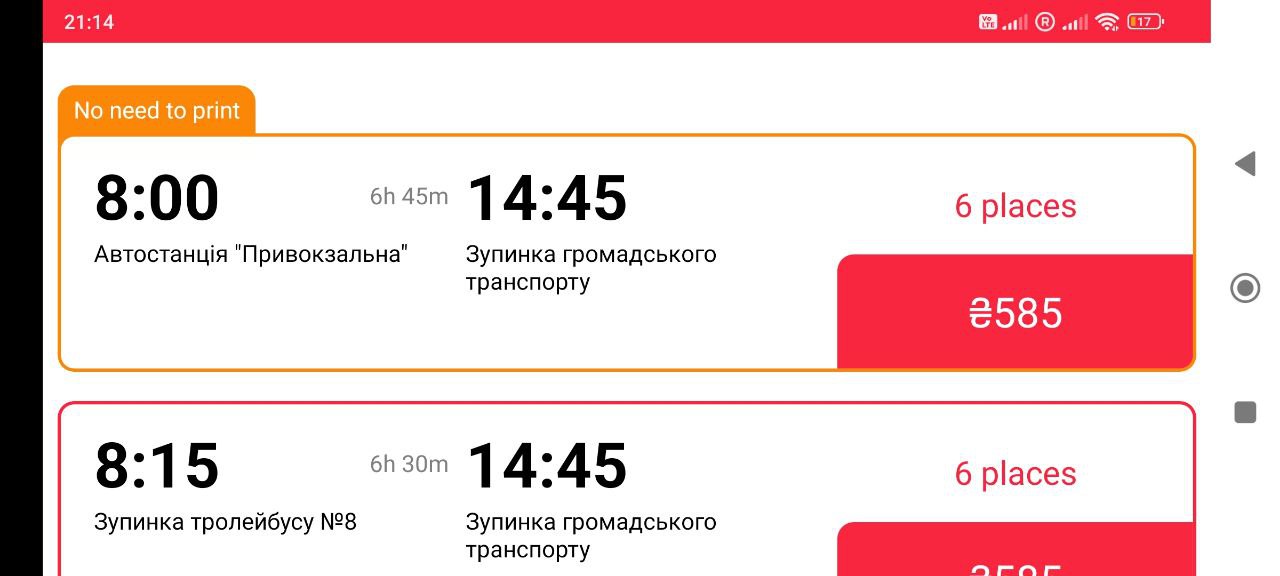 21:14
Vo LTE R 17
No need to print
8:00 6h 45m 14:45 6 places
Автостанція "Привокзальна" Зупинка громадського
транспорту
₴585
8:15 6h 30m 14:45 6 places
Зупинка тролейбусу №8 Зупинка громадського
транспорту
₴585